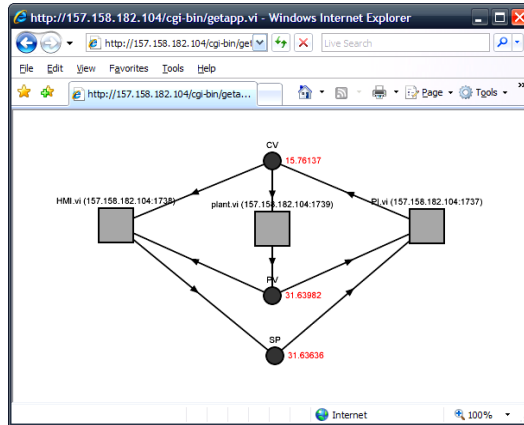 http://157.158.182.104/cgi-bin/getapp.vi - Windows Internet Explorer
http://157.158.182.104/cgi-bin/get
Live Search
File Edit View Favorites Tools Help
http://157.158.182.104/cgi-bin/geta...
Page Tools »
CV
15.76137
HMI.vi (157.158.182.104:1738)
plant.vi (157.158.182.104:1739)
PI.vi (157.158.182.104:1737)
PV
31.63982
SP
31.63636
Internet 100%